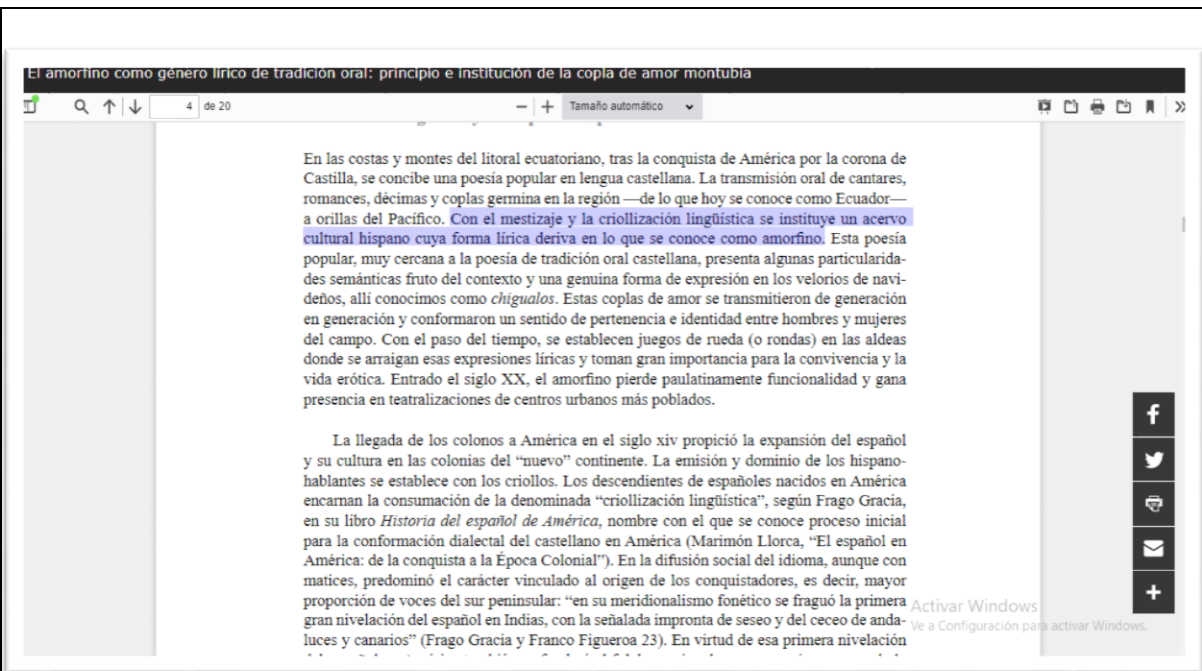 El amorfino como género lírico de tradición oral: principio e institución de la copla de amor montubia
4 de 20
Tamaño automático
En las costas y montes del litoral ecuatoriano, tras la conquista de América por la corona de
Castilla, se concibe una poesía popular en lengua castellana. La transmisión oral de cantares,
romances, décimas y coplas germina en la región —de lo que hoy se conoce como Ecuador—
a orillas del Pacífico. Con el mestizaje y la criollización lingüística se instituye un acervo
cultural hispano cuya forma lírica deriva en lo que se conoce como amorfino. Esta poesía
popular, muy cercana a la poesía de tradición oral castellana, presenta algunas particularida-
des semánticas fruto del contexto y una genuina forma de expresión en los velorios de navi-
deños, allí conocimos como chigualos. Estas coplas de amor se transmitieron de generación
en generación y conformaron un sentido de pertenencia e identidad entre hombres y mujeres
del campo. Con el paso del tiempo, se establecen juegos de rueda (o rondas) en las aldeas
donde se arraigan esas expresiones líricas y toman gran importancia para la convivencia y la
vida erótica. Entrado el siglo XX, el amorfino pierde paulatinamente funcionalidad y gana
presencia en teatralizaciones de centros urbanos más poblados.
La llegada de los colonos a América en el siglo xiv propició la expansión del español
y su cultura en las colonias del “nuevo” continente. La emisión y dominio de los hispano-
hablantes se establece con los criollos. Los descendientes de españoles nacidos en América
encarnan la consumación de la denominada “criollización lingüística”, según Frago Gracia,
en su libro Historia del español de América, nombre con el que se conoce proceso inicial
para la conformación dialectal del castellano en América (Marimón Llorca, “El español en
América: de la conquista a la Época Colonial”). En la difusión social del idioma, aunque con
matices, predominó el carácter vinculado al origen de los conquistadores, es decir, mayor
proporción de voces del sur peninsular: “en su meridionalismo fonético se fraguó la primera
gran nivelación del español en Indias, con la señalada impronta de seseo y del ceceo de anda-
luces y canarios” (Frago Gracia y Franco Figueroa 23). En virtud de esa primera nivelación
Activar Windows
Ve a Configuración para activar Windows.